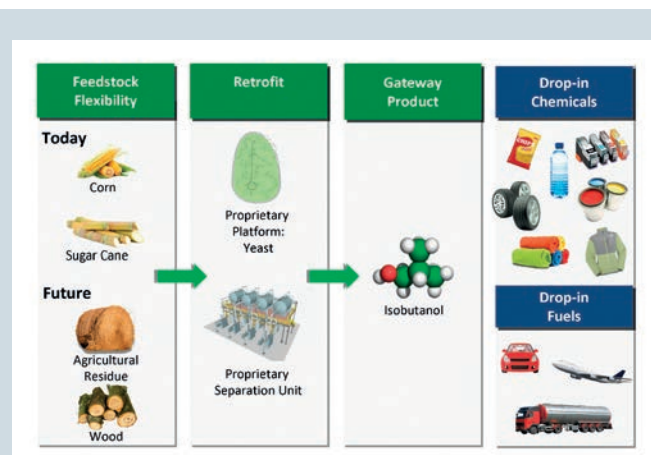 Feedstock
Flexibility
Today
Corn
Sugar Cane
Future
Agricultural
Residue
Wood
Retrofit
Proprietary
Platform:
Yeast
Proprietary
Separation Unit
Gateway
Product
Isobutanol
Drop-in
Chemicals
Drop-in
Fuels